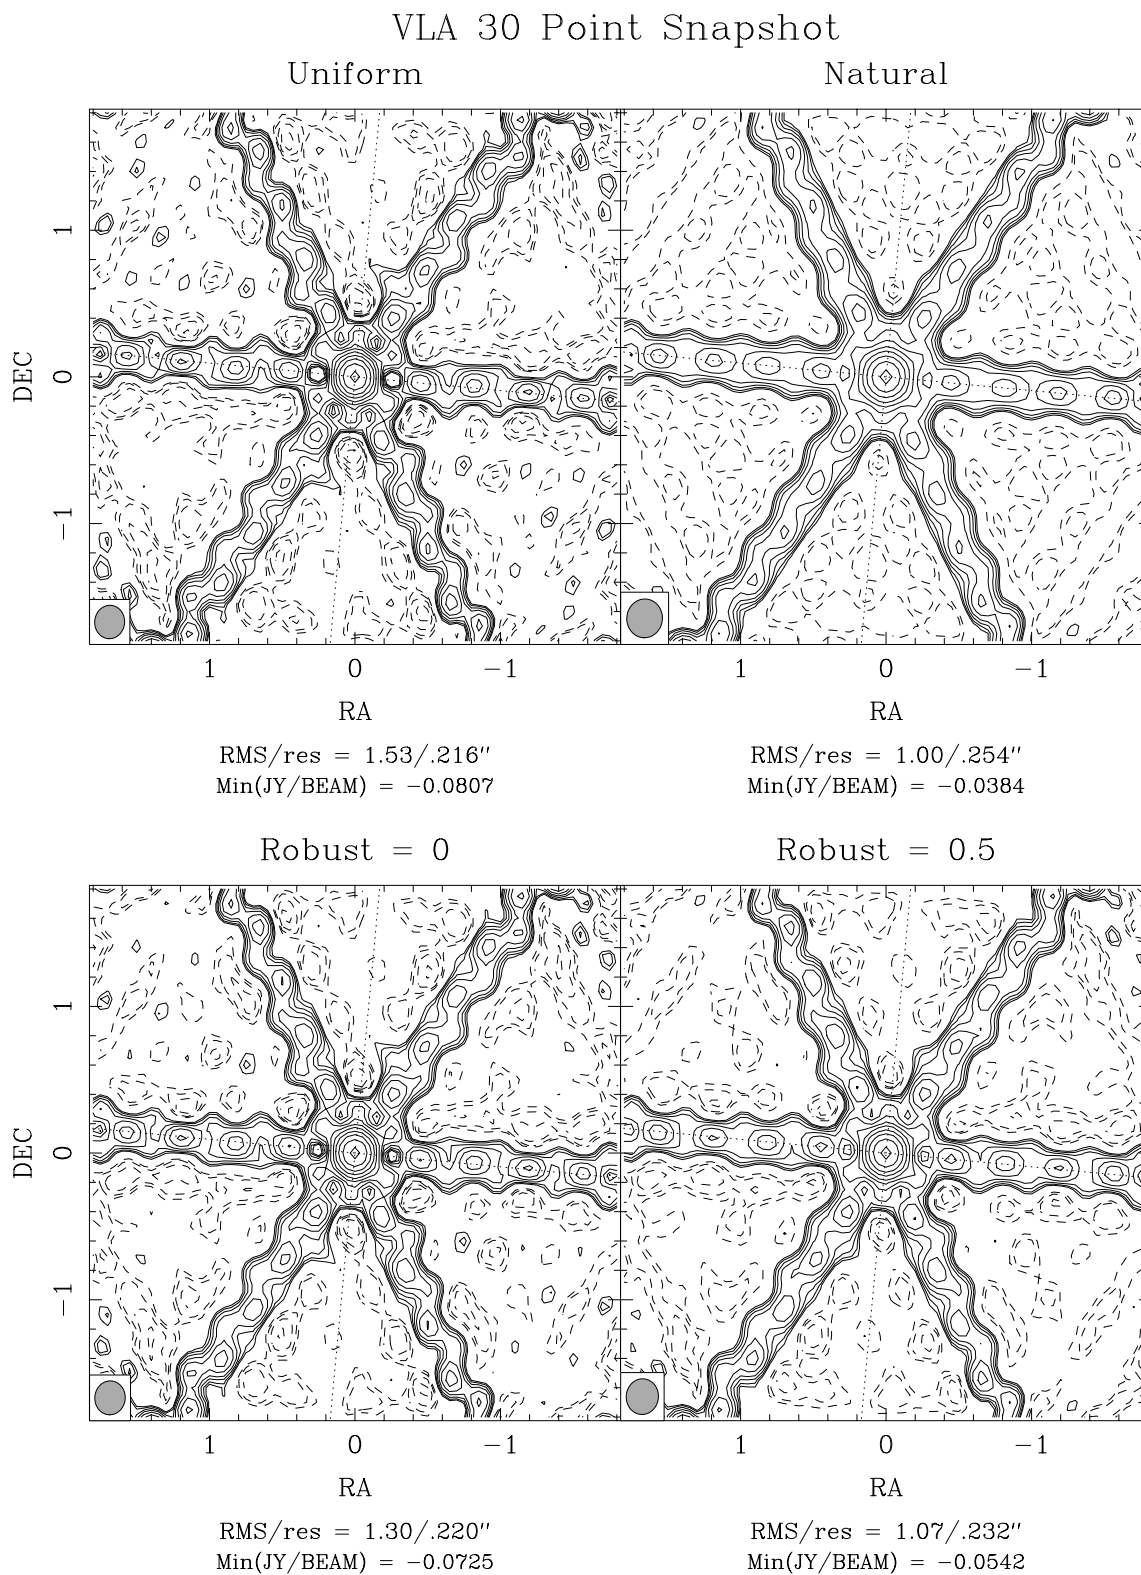 VLA 30 Point Snapshot
Uniform
Natural
DEC
1
0
−1
1 0 −1
1 0 −1
RA
RA
RMS/res = 1.53/.216″
Min(JY/BEAM) = −0.0807
RMS/res = 1.00/.254″
Min(JY/BEAM) = −0.0384
Robust = 0
Robust = 0.5
DEC
1
0
−1
1 0 −1
1 0 −1
RA
RA
RMS/res = 1.30/.220″
Min(JY/BEAM) = −0.0725
RMS/res = 1.07/.232″
Min(JY/BEAM) = −0.0542